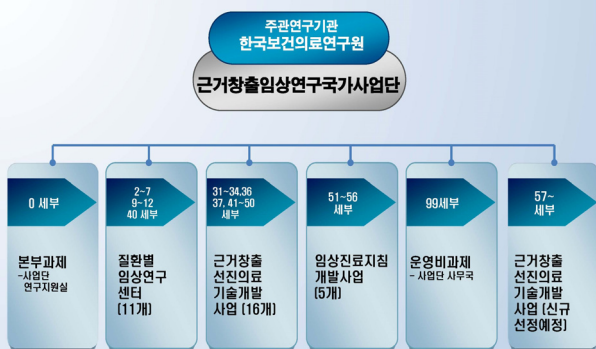 주관연구기관
한국보건의료연구원
근거창출임상연구국가사업단
0 세부
본부과제
-사업단
연구지원실
2~7
9~12
40 세부
질환별
임상연구
센터
(11개)
31~34.36
37. 41~50
세부
근거창출
선진의료
기술개발
사업 (16개)
51~56
세부
임상진료지침
개발사업
(5개)
99세부
운영비과제
- 사업단 사무국
57~
세부
근거창출
선진의료
기술개발
사업 (신규
선정예정)